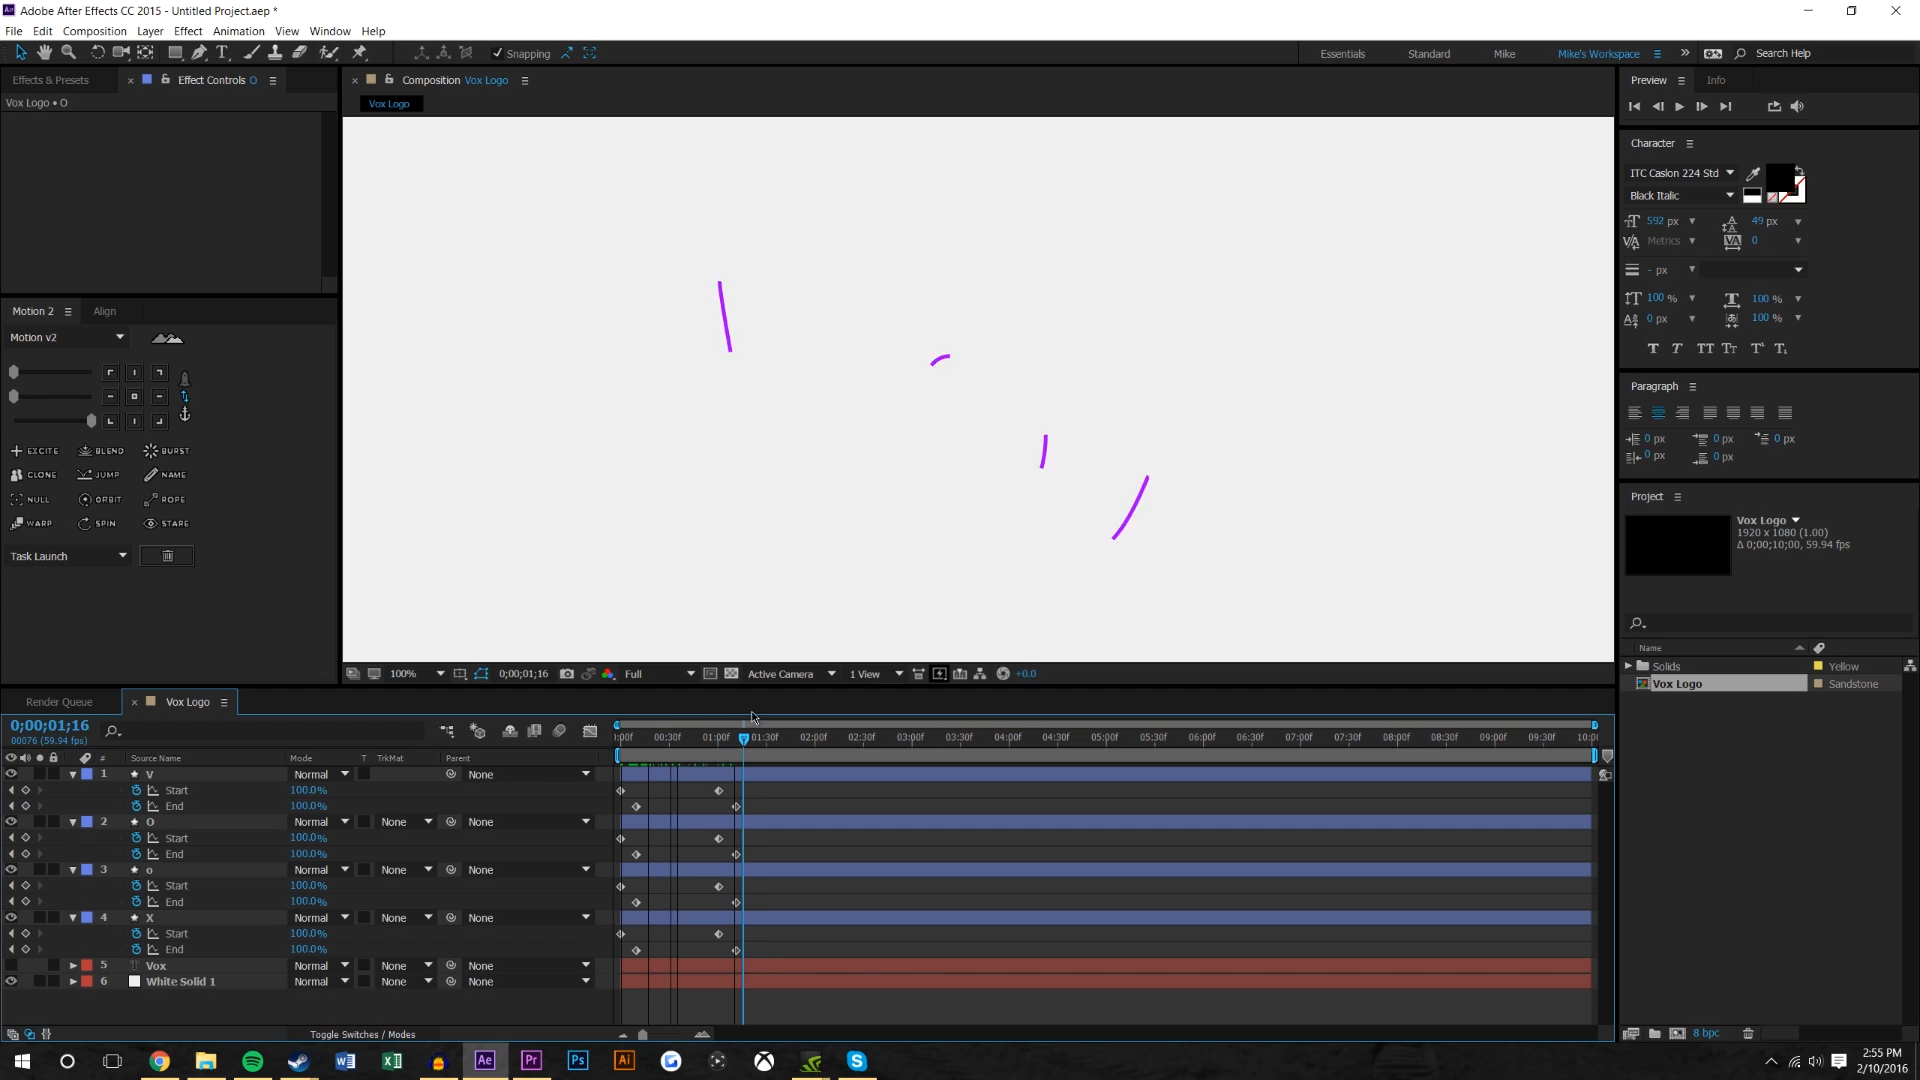 Adobe After Effects CC 2015 - Untitled Project.aep *
File Edit Composition Layer Effect Animation View Window Help
Snapping
Essentials Standard Mike Mike's Workspace Search Help
Effects & Presets Effect Controls O
Vox Logo • O
Composition Vox Logo
Vox Logo
Motion 2 Align
Motion v2
EXCITE BLEND BURST
CLONE JUMP NAME
NULL ORBIT ROPE
WARP SPIN STARE
Task Launch
100% 0;00;01;16 Full Active Camera 1 View +0.0
Preview Info
Character
ITC Caslon 224 Std
Black Italic
592 px 49 px
Metrics 0
- px
100 % 100 %
0 px 100 %
T T TT Tt T¹ T₁
Paragraph
0 px 0 px 0 px
0 px 0 px
Project
Vox Logo
1920 x 1080 (1.00)
Δ 0;00;10;00, 59.94 fps
Name
Solids Yellow
Vox Logo Sandstone
8 bpc
Render Queue Vox Logo
0;00;01;16
00076 (59.94 fps)
:00f 00:30f 01:00f 01:30f 02:00f 02:30f 03:00f 03:30f 04:00f 04:30f 05:00f 05:30f 06:00f 06:30f 07:00f 07:30f 08:00f 08:30f 09:00f 09:30f 10:0
# Source Name Mode T TrkMat Parent
1 V Normal None
Start 100.0%
End 100.0%
2 O Normal None None
Start 100.0%
End 100.0%
3 o Normal None None
Start 100.0%
End 100.0%
4 X Normal None None
Start 100.0%
End 100.0%
5 T Vox Normal None None
6 White Solid 1 Normal None None
Toggle Switches / Modes
Ae Pr Ps Ai
2:55 PM
2/10/2016